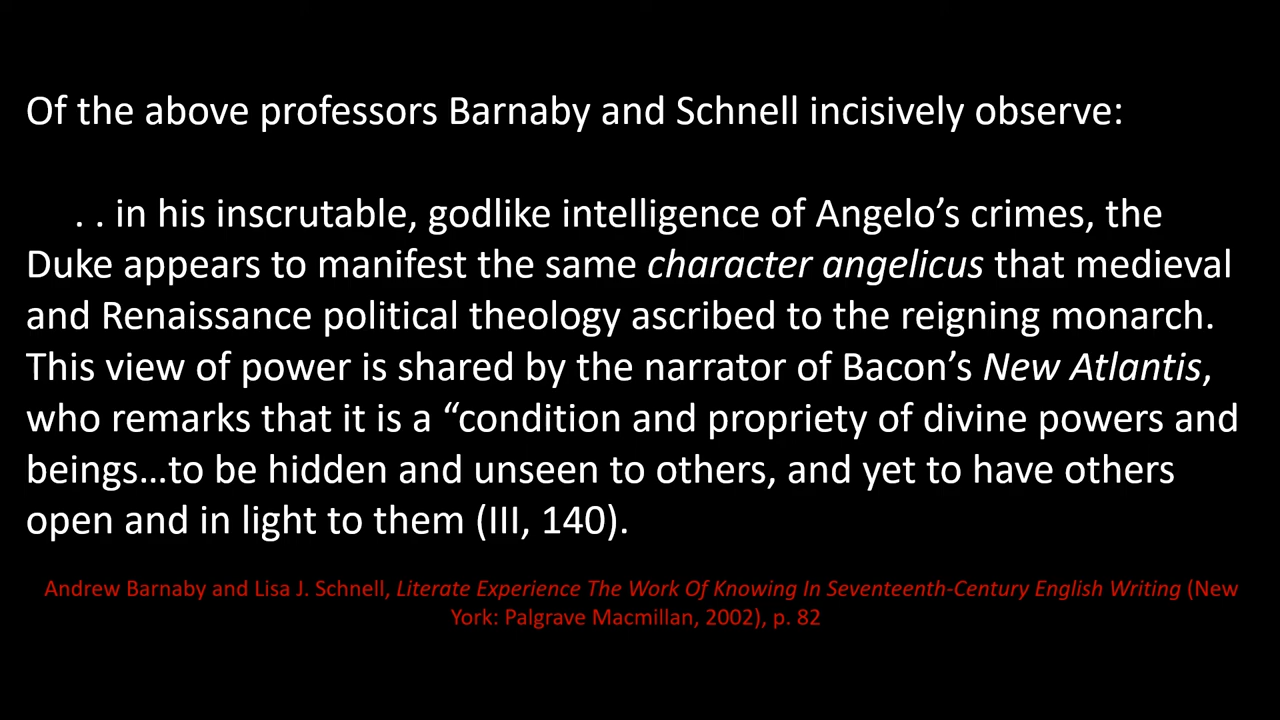 Of the above professors Barnaby and Schnell incisively observe:
. . in his inscrutable, godlike intelligence of Angelo’s crimes, the
Duke appears to manifest the same character angelicus that medieval
and Renaissance political theology ascribed to the reigning monarch.
This view of power is shared by the narrator of Bacon’s New Atlantis,
who remarks that it is a “condition and propriety of divine powers and
beings…to be hidden and unseen to others, and yet to have others
open and in light to them (III, 140).
Andrew Barnaby and Lisa J. Schnell, Literate Experience The Work Of Knowing In Seventeenth-Century English Writing (New
York: Palgrave Macmillan, 2002), p. 82